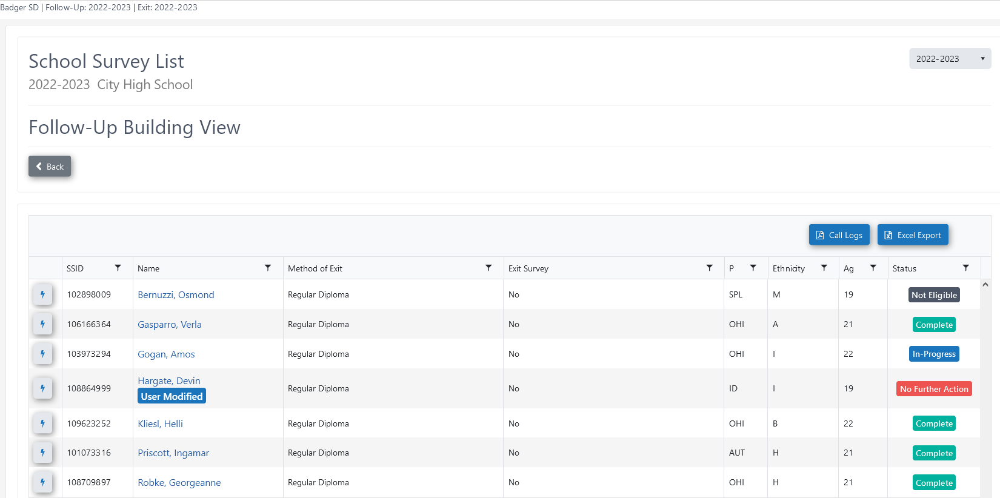 Badger SD | Follow-Up: 2022-2023 | Exit: 2022-2023
School Survey List
2022-2023
2022-2023 City High School
Follow-Up Building View
Back
Call Logs Excel Export
SSID Name Method of Exit Exit Survey P Ethnicity Ag Status
102898009 Bernuzzi, Osmond Regular Diploma No SPL M 19 Not Eligible
106166364 Gasparro, Verla Regular Diploma No OHI A 21 Complete
103973294 Gogan, Amos Regular Diploma No OHI I 22 In-Progress
108864999 Hargate, Devin Regular Diploma No ID I 19 No Further Action
User Modified
109623252 Kliesl, Helli Regular Diploma No OHI B 22 Complete
101073316 Priscott, Ingamar Regular Diploma No AUT H 21 Complete
108709897 Robke, Georgeanne Regular Diploma No OHI H 21 Complete